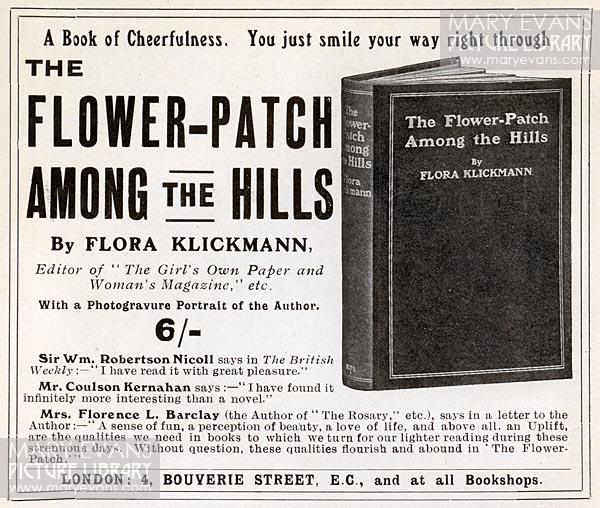 MARY EVANS
PICTURE LIBRARY
www.maryevans.com
A Book of Cheerfulness. You just smile your way right through
THE
FLOWER-PATCH
AMONG THE HILLS
By FLORA KLICKMANN,
Editor of "The Girl's Own Paper and
Woman's Magazine," etc.
With a Photogravure Portrait of the Author.
6/-
The
Flower-
Patch
Among
the Hills
Flora
Klickmann
The Flower-Patch
Among the Hills
By
FLORA KLICKMANN
Sir Wm. Robertson Nicoll says in The British
Weekly:—"I have read it with great pleasure."
Mr. Coulson Kernahan says:—"I have found it
infinitely more interesting than a novel."
Mrs. Florence L. Barclay (the Author of "The Rosary," etc.), says in a letter to the
Author:—"A sense of fun, a perception of beauty, a love of life, and above all. an Uplift,
are the qualities we need in books to which we turn for our lighter reading during these
strenuous days. Without question, these qualities flourish and abound in 'The Flower-
Patch.'"
LONDON: 4, BOUVERIE STREET, E.C., and at all Bookshops.
MARY EVANS
PICTURE LIBRARY
www.maryevans.com